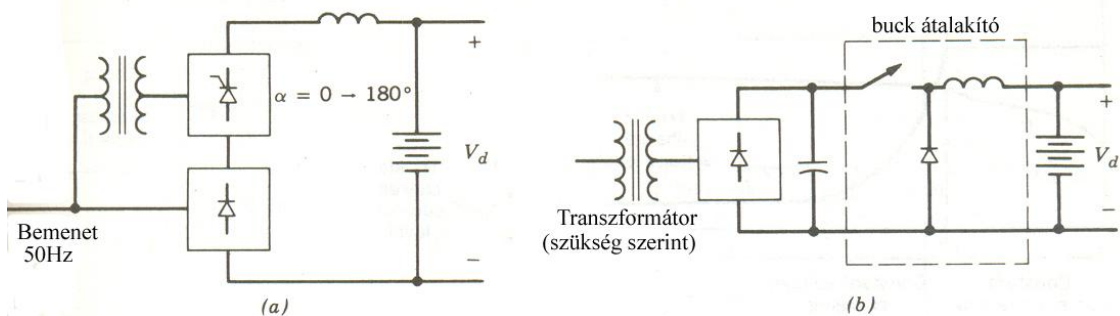 α = 0 → 180°
+
V_d
−
Bemenet
50Hz
(a)
buck átalakító
+
V_d
−
Transzformátor
(szükség szerint)
(b)